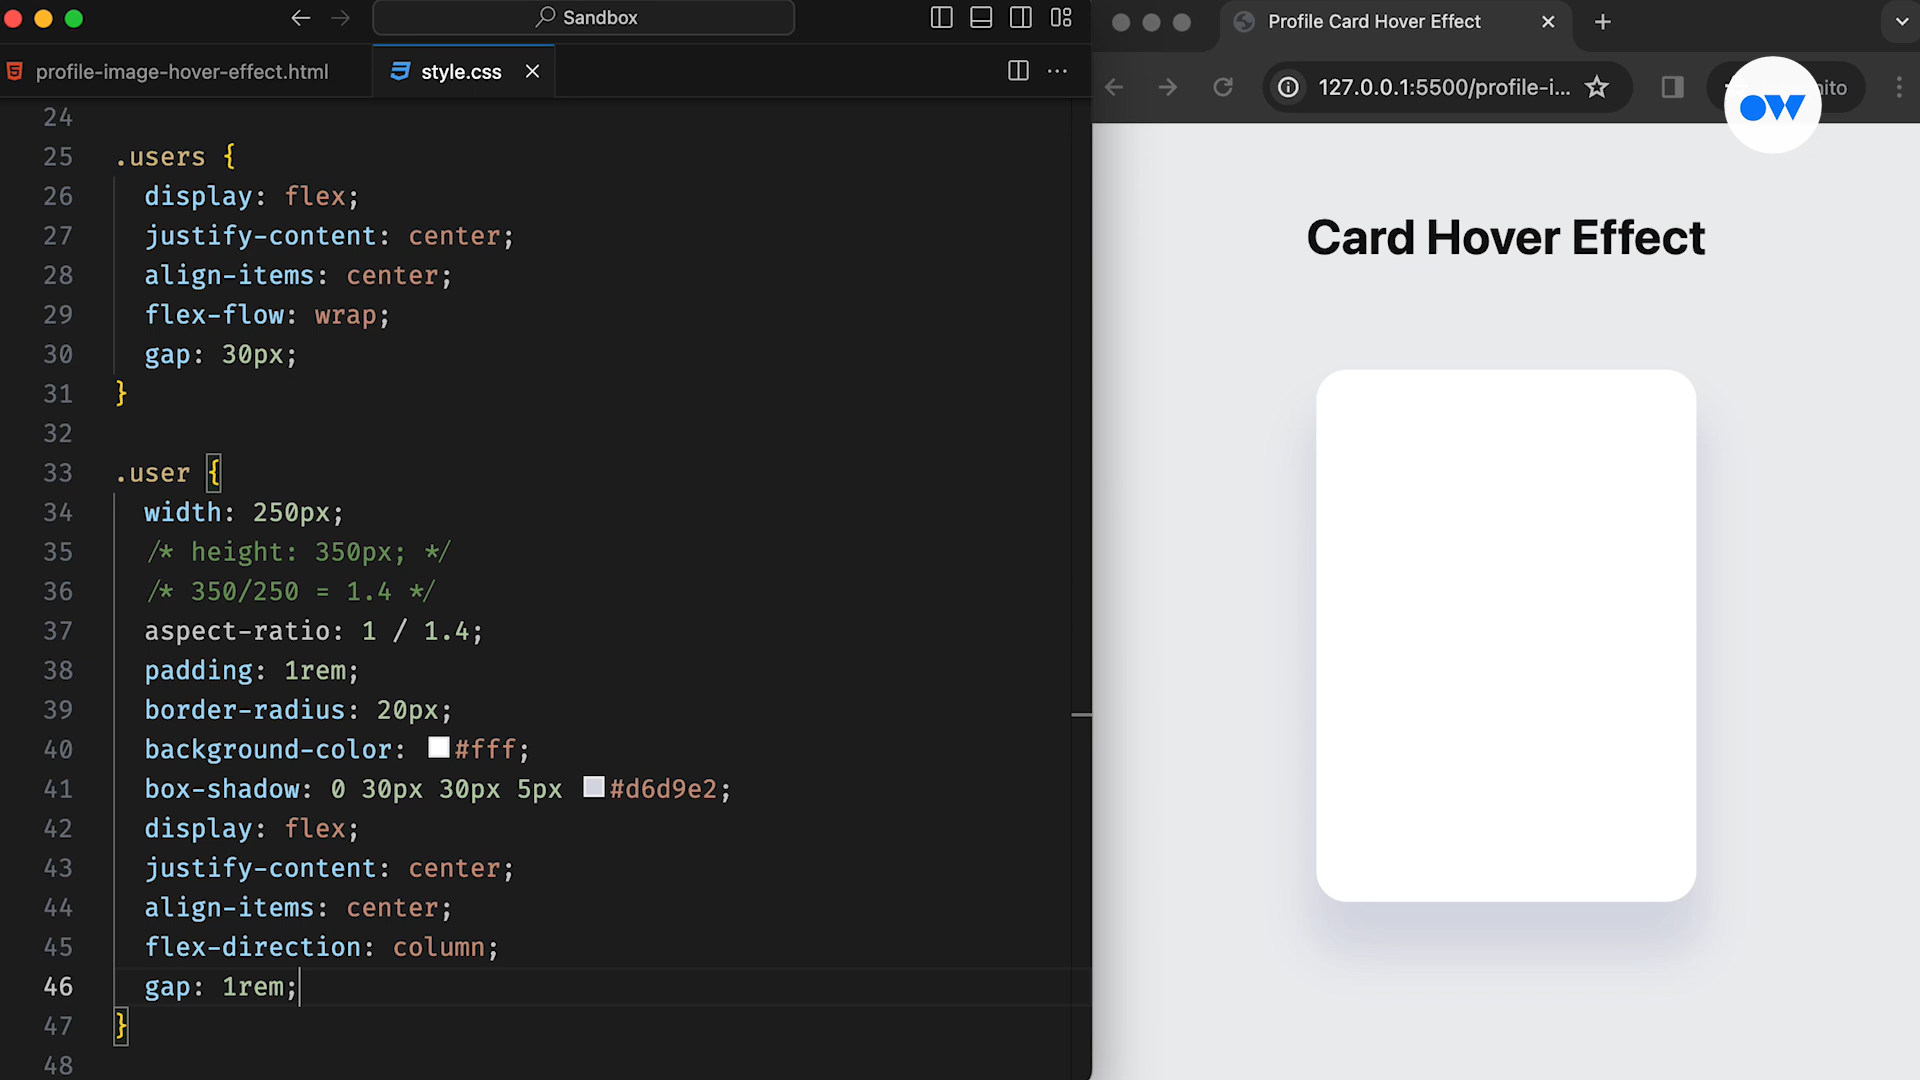 Sandbox
profile-image-hover-effect.html
style.css
24
25 .users {
26 display: flex;
27 justify-content: center;
28 align-items: center;
29 flex-flow: wrap;
30 gap: 30px;
31 }
32
33 .user {
34 width: 250px;
35 /* height: 350px; */
36 /* 350/250 = 1.4 */
37 aspect-ratio: 1 / 1.4;
38 padding: 1rem;
39 border-radius: 20px;
40 background-color: #fff;
41 box-shadow: 0 30px 30px 5px #d6d9e2;
42 display: flex;
43 justify-content: center;
44 align-items: center;
45 flex-direction: column;
46 gap: 1rem;
47 }
48
Profile Card Hover Effect
127.0.0.1:5500/profile-i...
ito
OW
Card Hover Effect